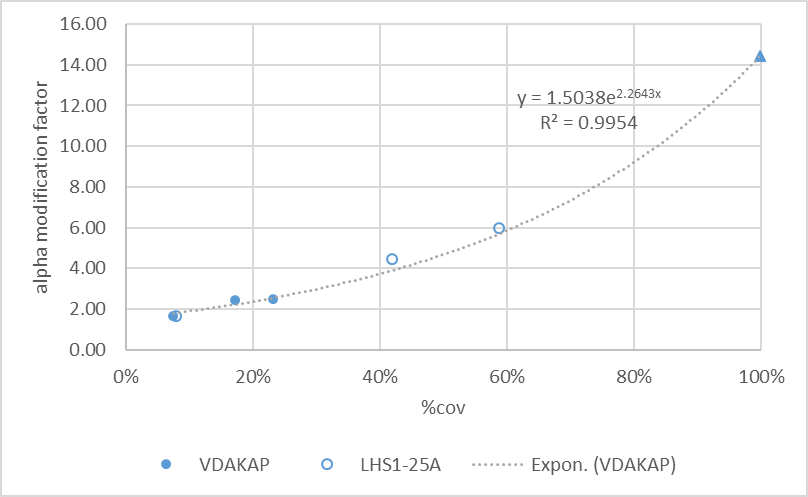 16.00
14.00
12.00
10.00
8.00
6.00
4.00
2.00
0.00
alpha modification factor
y = 1.5038e^2.2643x
R² = 0.9954
0% 20% 40% 60% 80% 100%
%cov
VDAKAP LHS1-25A Expon. (VDAKAP)